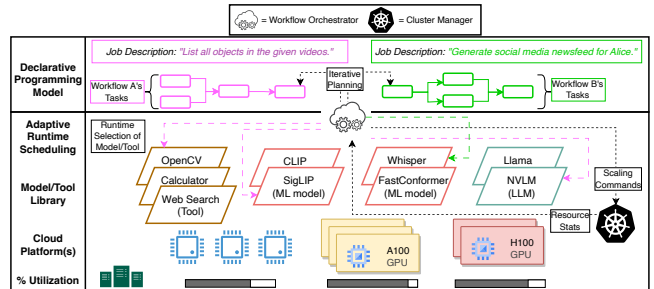 = Workflow Orchestrator
= Cluster Manager
Declarative
Programming
Model
Job Description: "List all objects in the given videos."
Job Description: "Generate social media newsfeed for Alice."
Workflow A's
Tasks
Iterative
Planning
Workflow B's
Tasks
Adaptive
Runtime
Scheduling
Runtime
Selection of
Model/Tool
Model/Tool
Library
OpenCV
Calculator
Web Search
(Tool)
CLIP
SigLIP
(ML model)
Whisper
FastConformer
(ML model)
Llama
NVLM
(LLM)
Scaling
Commands
Resource
Stats
Cloud
Platform(s)
A100
GPU
H100
GPU
% Utilization